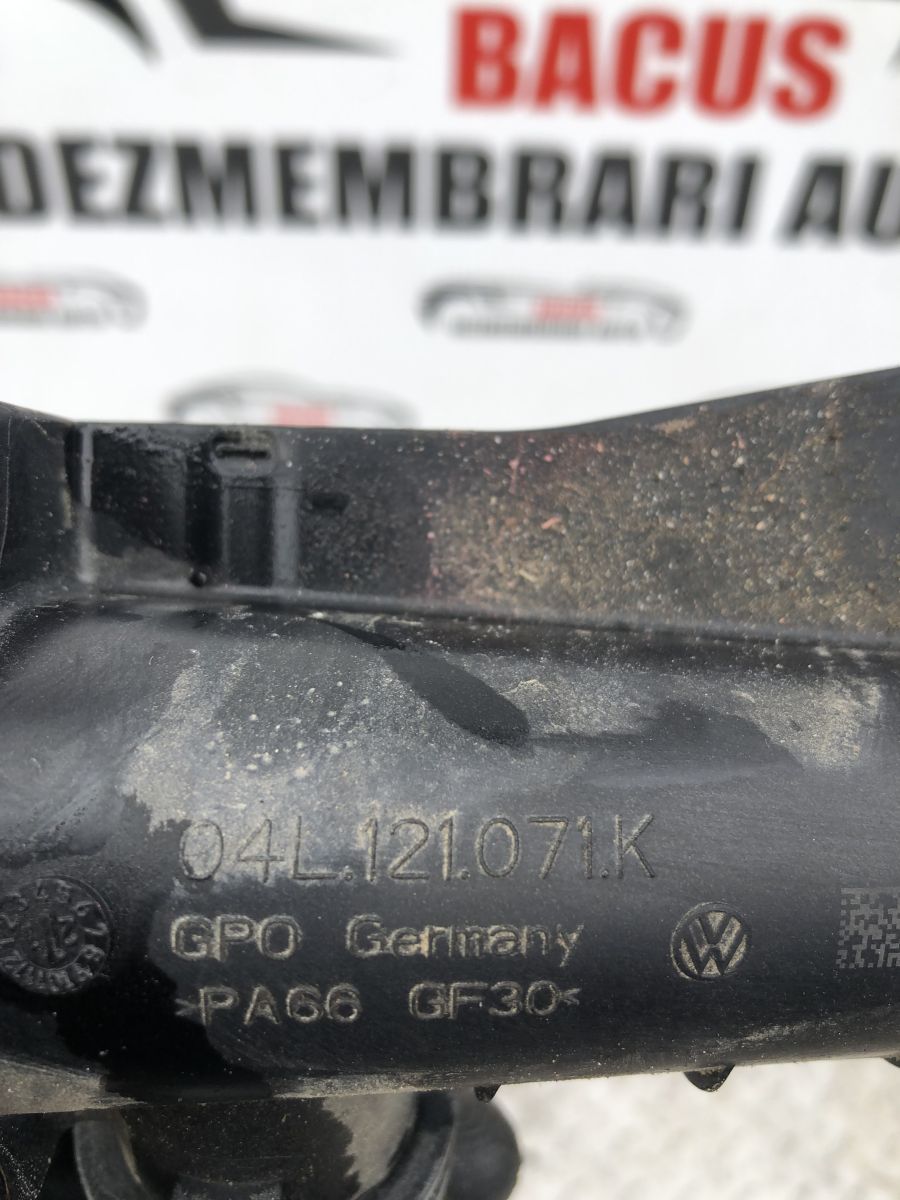 BACUS
DEZMEMBRARI AU
04L.121.071.K
GPO Germany
>PA66 GF30<